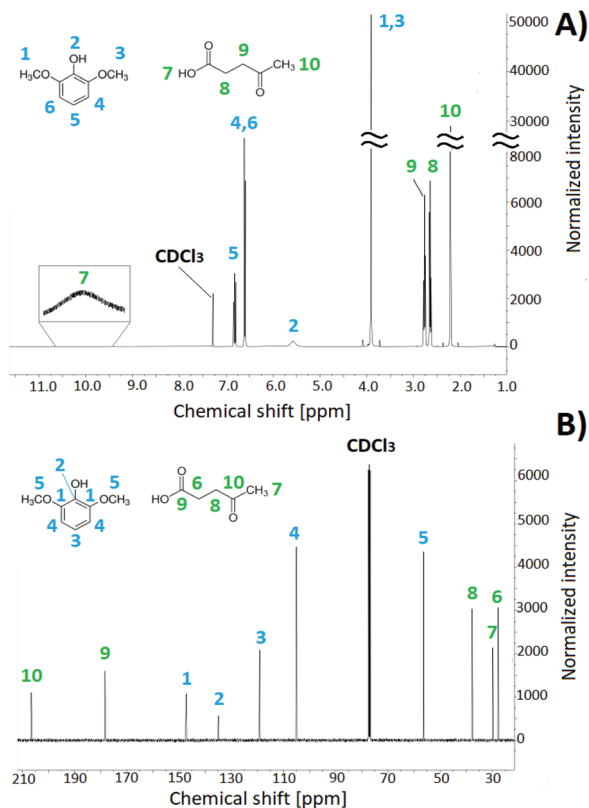 A)
1
2
3
OH
H₃CO
OCH₃
6
4
5
O
9
7
HO
CH₃
10
8
O
1,3
50000
40000
30000
8000
6000
4000
2000
0
Normalized intensity
4,6
10
9
8
CDCl₃
5
7
2
11.0 10.0 9.0 8.0 7.0 6.0 5.0 4.0 3.0 2.0 1.0
Chemical shift [ppm]
B)
2
5
OH
5
H₃CO
1
1
OCH₃
4
4
3
O
6
10
CH₃
7
HO
9
8
O
CDCl₃
6000
5000
4000
3000
2000
1000
0
Normalized intensity
10
9
1
2
3
4
5
8
7
6
210 190 170 150 130 110 90 70 50 30
Chemical shift [ppm]